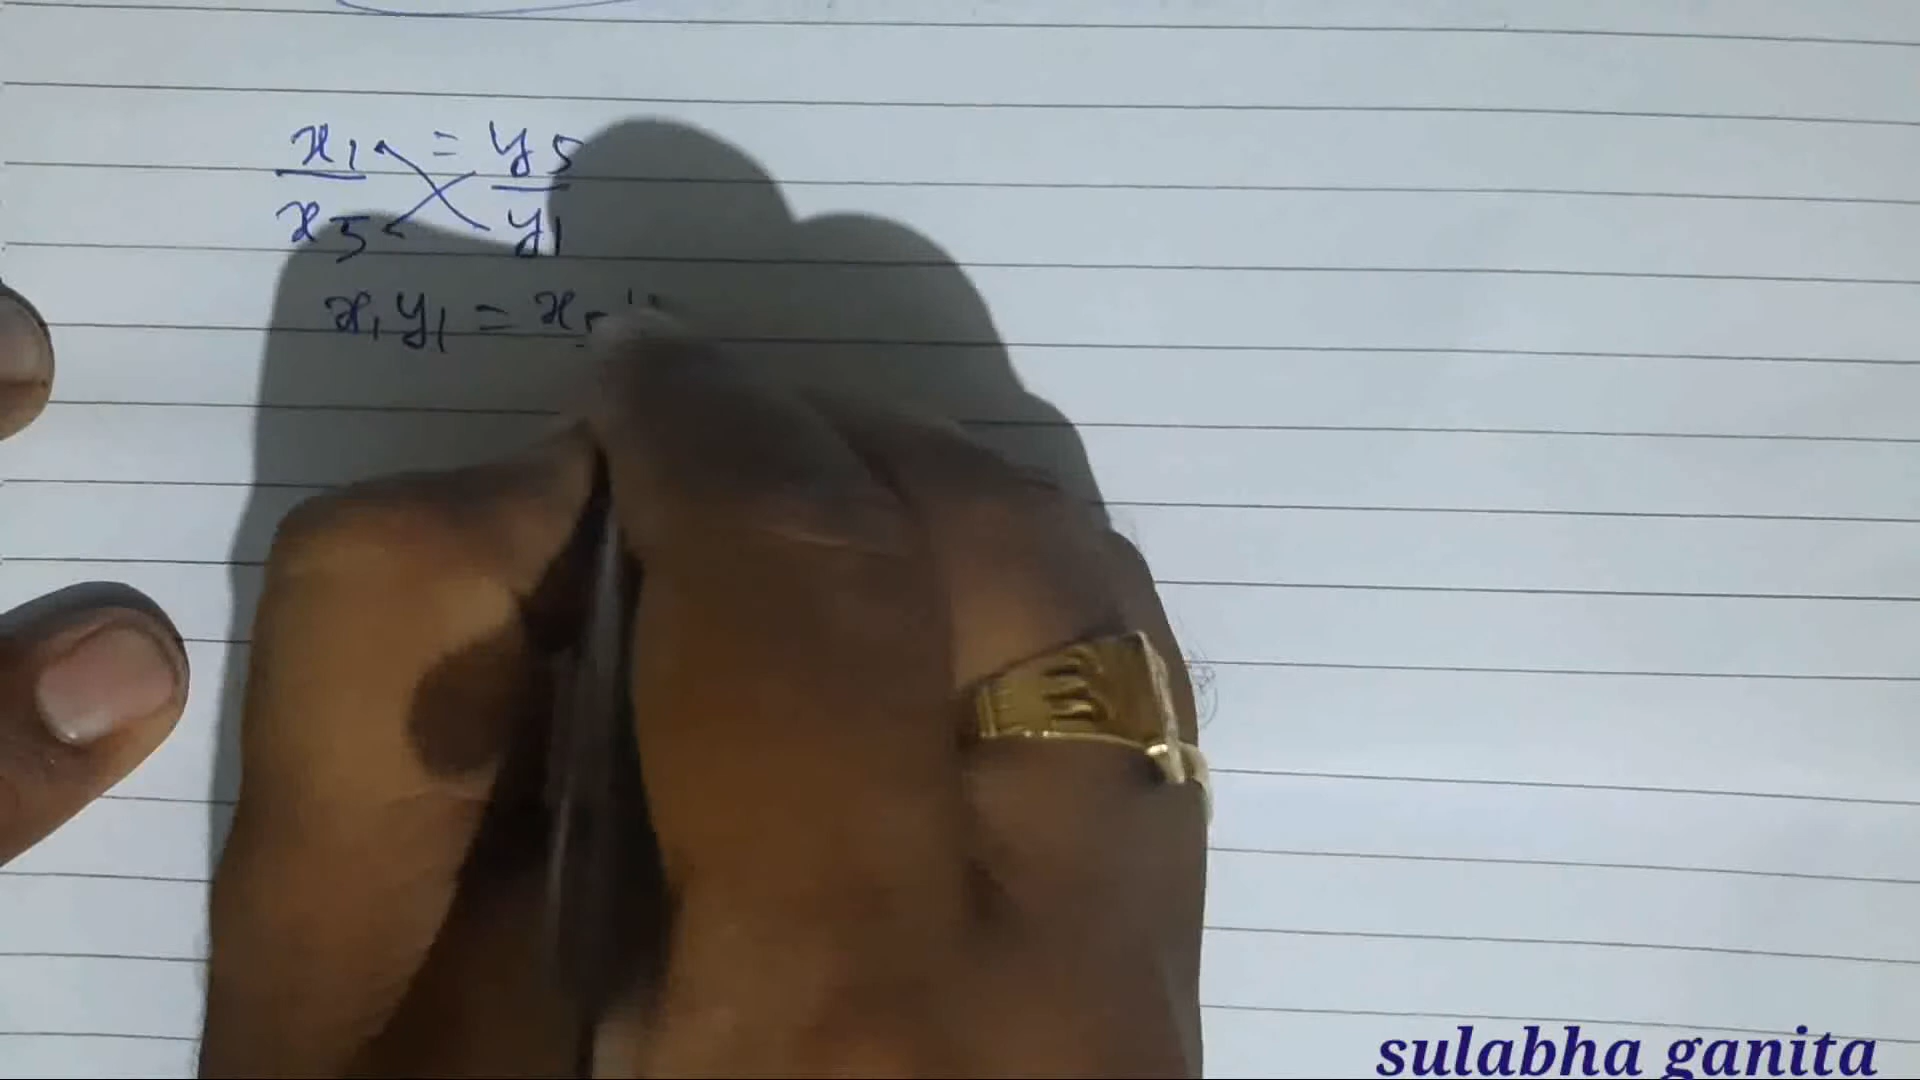 x₁ = y₅
x₅ y₁
x₁y₁ = x₅
sulabha ganita